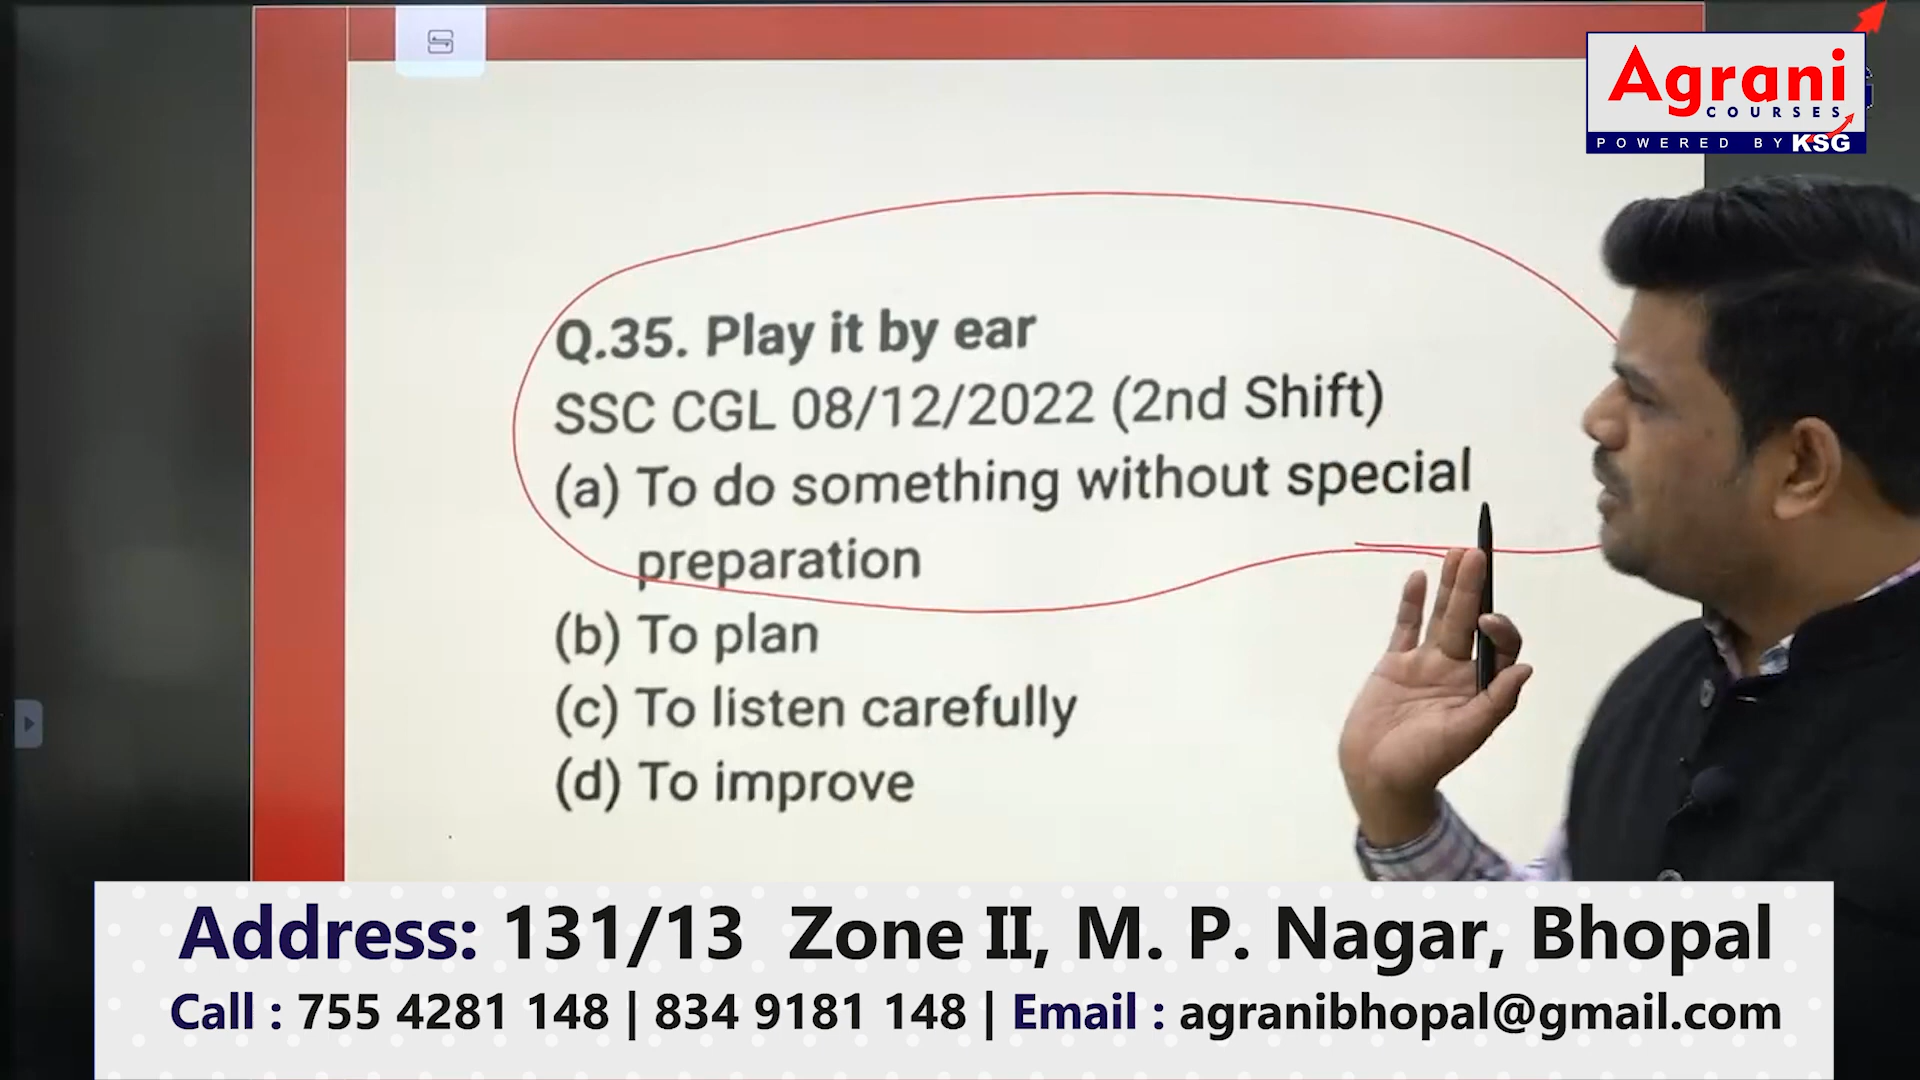 Agrani
COURSES
POWERED BY KSG
Q.35. Play it by ear
SSC CGL 08/12/2022 (2nd Shift)
(a) To do something without special
preparation
(b) To plan
(c) To listen carefully
(d) To improve
Address: 131/13 Zone II, M. P. Nagar, Bhopal
Call : 755 4281 148 | 834 9181 148 | Email : agranibhopal@gmail.com